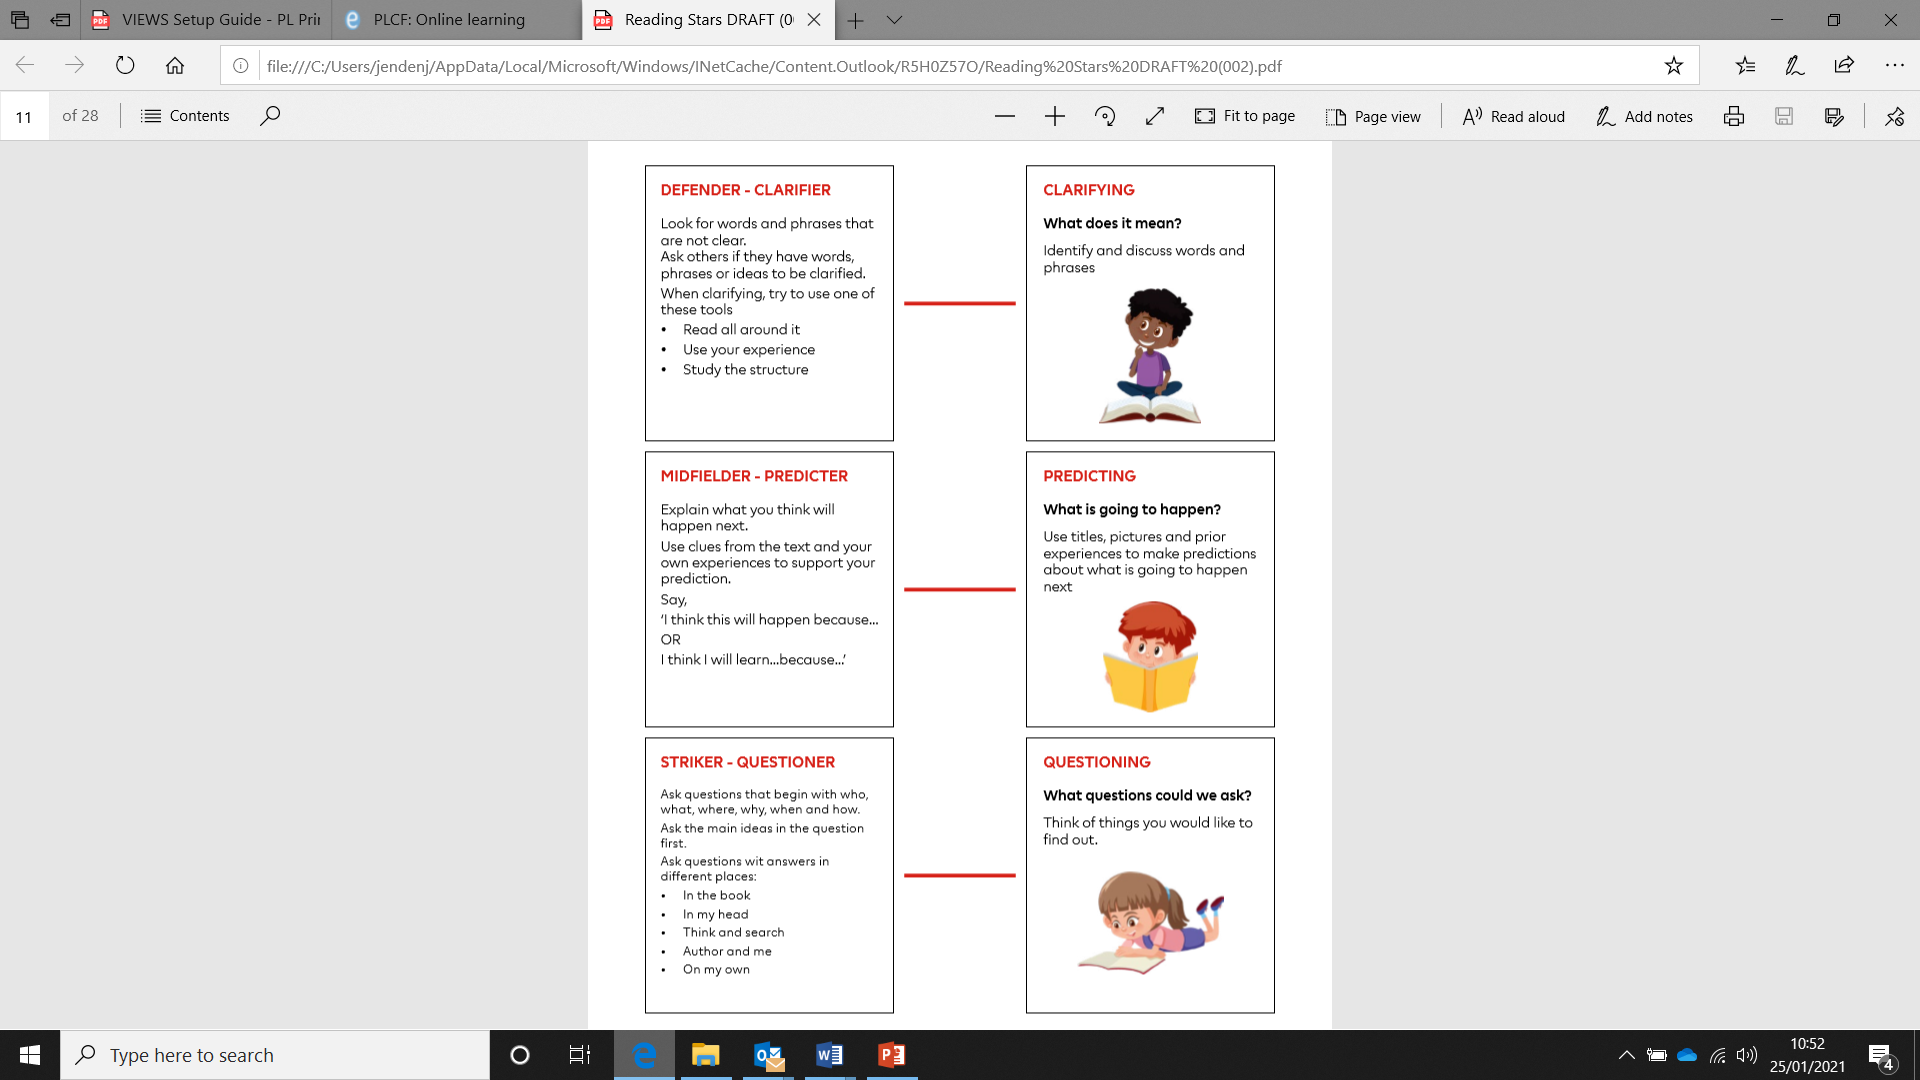 VIEWS Setup Guide - PL Pri
PLCF: Online learning
Reading Stars DRAFT (0
file:///C:/Users/jendenj/AppData/Local/Microsoft/Windows/INetCache/Content.Outlook/R5H0Z57O/Reading%20Stars%20DRAFT%20(002).pdf
11 of 28
Contents
Fit to page
Page view
Read aloud
Add notes
DEFENDER - CLARIFIER
Look for words and phrases that
are not clear.
Ask others if they have words,
phrases or ideas to be clarified.
When clarifying, try to use one of
these tools
• Read all around it
• Use your experience
• Study the structure
CLARIFYING
What does it mean?
Identify and discuss words and
phrases
MIDFIELDER - PREDICTER
Explain what you think will
happen next.
Use clues from the text and your
own experiences to support your
prediction.
Say,
‘I think this will happen because...
OR
I think I will learn...because...’
PREDICTING
What is going to happen?
Use titles, pictures and prior
experiences to make predictions
about what is going to happen
next
STRIKER - QUESTIONER
Ask questions that begin with who,
what, where, why, when and how.
Ask the main ideas in the question
first.
Ask questions wit answers in
different places:
• In the book
• In my head
• Think and search
• Author and me
• On my own
QUESTIONING
What questions could we ask?
Think of things you would like to
find out.
Type here to search
10:52
25/01/2021
4